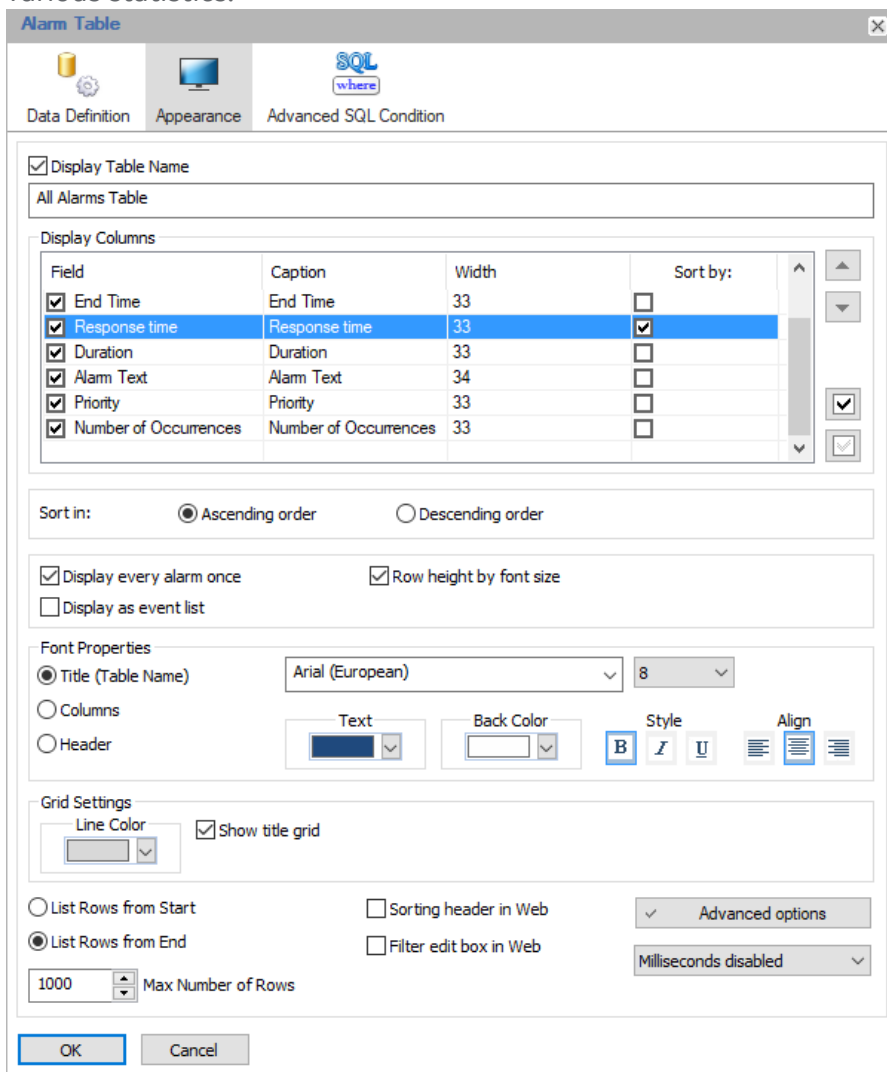 various statistics.
Alarm Table
SQL
where
Data Definition Appearance Advanced SQL Condition
Display Table Name
All Alarms Table
Display Columns
Field Caption Width Sort by:
End Time End Time 33
Response time Response time 33
Duration Duration 33
Alarm Text Alarm Text 34
Priority Priority 33
Number of Occurrences Number of Occurrences 33
Sort in: Ascending order Descending order
Display every alarm once Row height by font size
Display as event list
Font Properties
Title (Table Name) Arial (European) 8
Columns
Text Back Color Style Align
Header B I U
Grid Settings
Line Color
Show title grid
List Rows from Start Sorting header in Web Advanced options
List Rows from End Filter edit box in Web Milliseconds disabled
1000 Max Number of Rows
OK Cancel